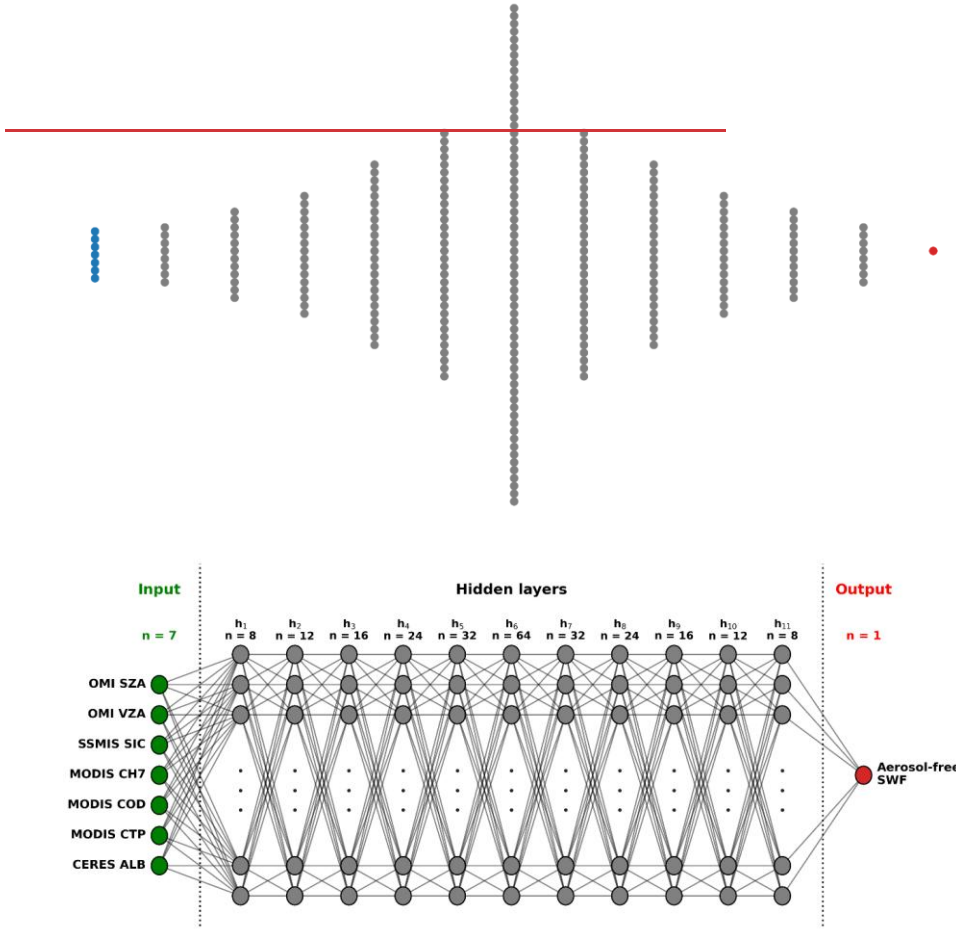 Input Hidden layers Output
n = 7 n = 1
h₁ h₂ h₃ h₄ h₅ h₆ h₇ h₈ h₉ h₁₀ h₁₁
n = 8 n = 12 n = 16 n = 24 n = 32 n = 64 n = 32 n = 24 n = 16 n = 12 n = 8
OMI SZA
OMI VZA
SSMIS SIC
MODIS CH7
MODIS COD
MODIS CTP
CERES ALB
Aerosol-free
SWF